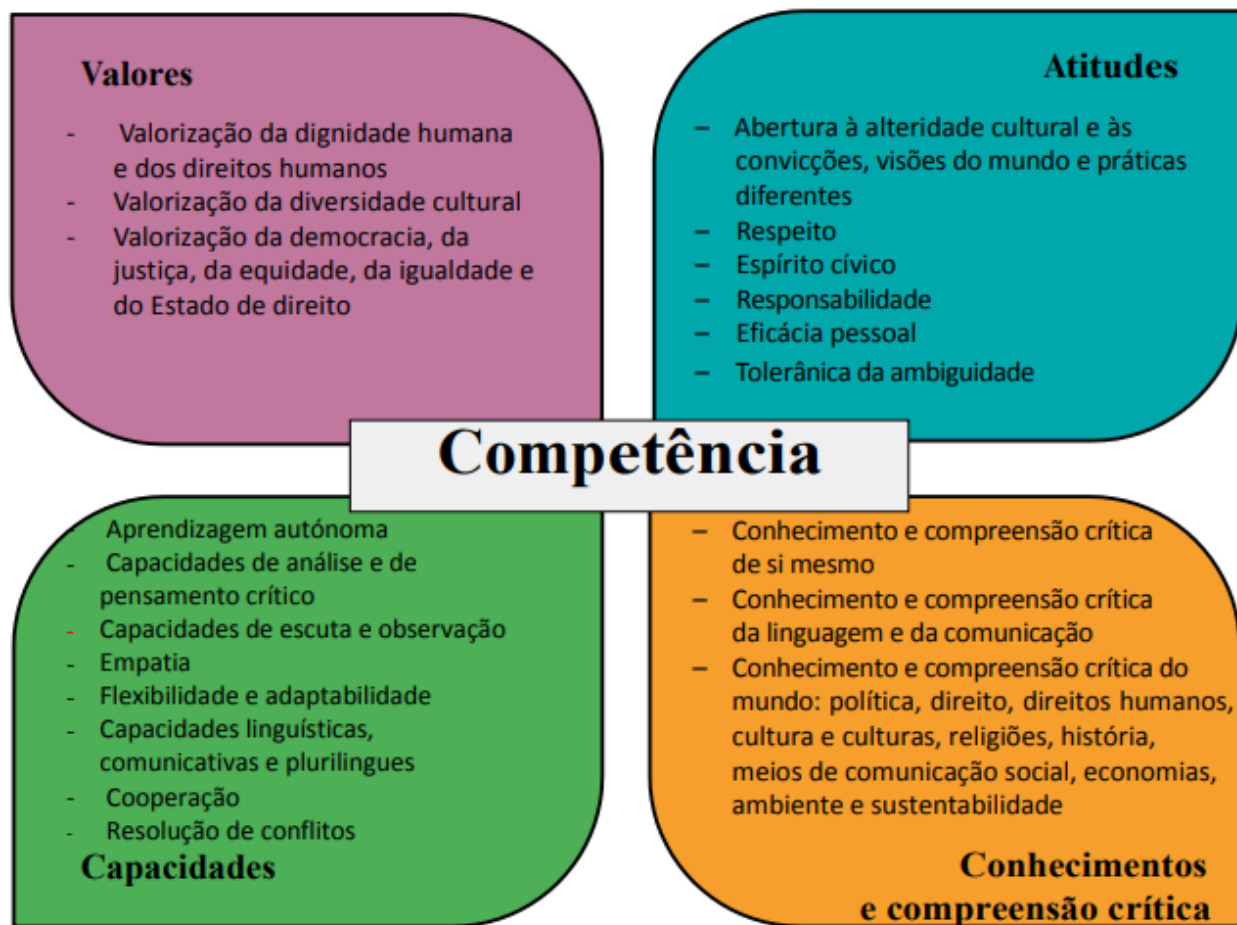 Valores
- Valorização da dignidade humana
e dos direitos humanos
- Valorização da diversidade cultural
- Valorização da democracia, da
justiça, da equidade, da igualdade e
do Estado de direito
Atitudes
– Abertura à alteridade cultural e às
convicções, visões do mundo e práticas
diferentes
– Respeito
– Espírito cívico
– Responsabilidade
– Eficácia pessoal
– Tolerânica da ambiguidade
Competência
- Aprendizagem autónoma
- Capacidades de análise e de
pensamento crítico
- Capacidades de escuta e observação
- Empatia
- Flexibilidade e adaptabilidade
- Capacidades linguísticas,
comunicativas e plurilingues
- Cooperação
- Resolução de conflitos
Capacidades
– Conhecimento e compreensão crítica
de si mesmo
– Conhecimento e compreensão crítica
da linguagem e da comunicação
– Conhecimento e compreensão crítica do
mundo: política, direito, direitos humanos,
cultura e culturas, religiões, história,
meios de comunicação social, economias,
ambiente e sustentabilidade
Conhecimentos
e compreensão crítica